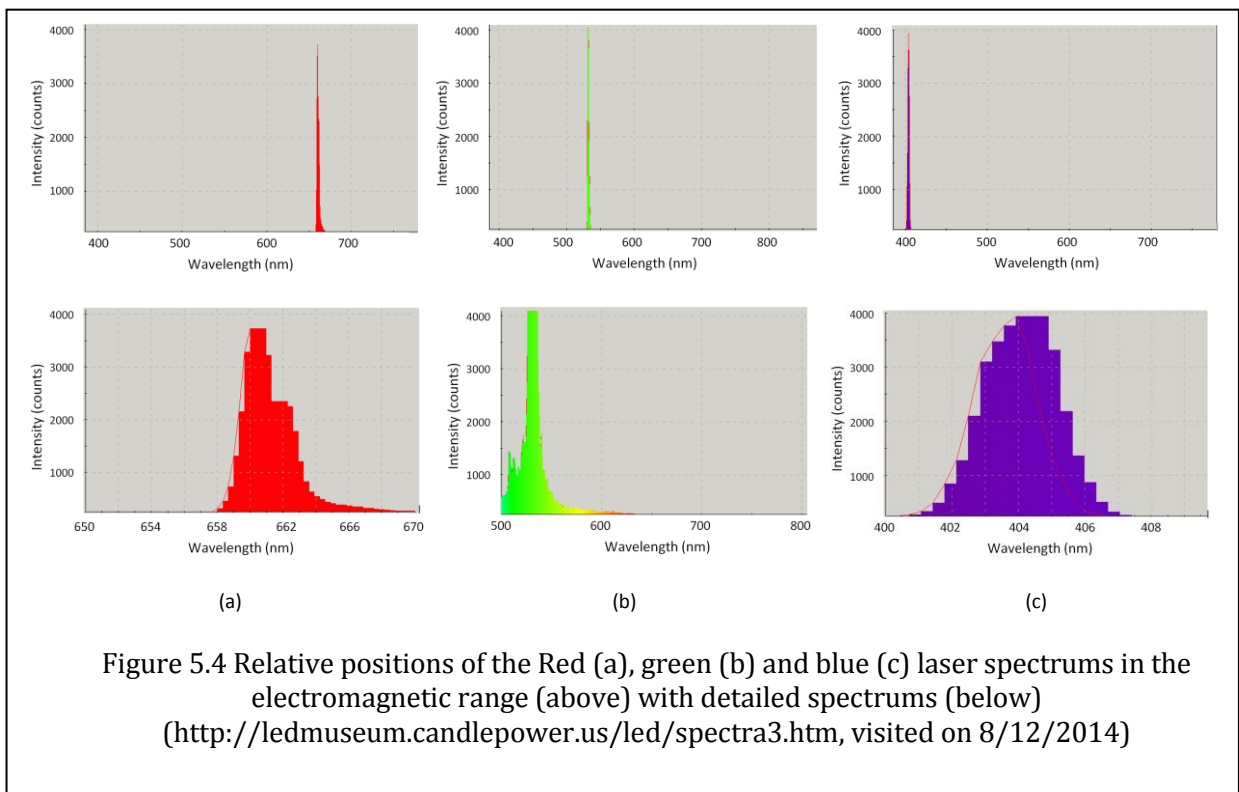 4000
3000
2000
1000
Intensity (counts)
400 500 600 700
Wavelength (nm)
4000
3000
2000
1000
Intensity (counts)
400 500 600 700 800
Wavelength (nm)
4000
3000
2000
1000
Intensity (counts)
400 500 600 700
Wavelength (nm)
4000
3000
2000
1000
Intensity (counts)
650 654 658 662 666 670
Wavelength (nm)
4000
3000
2000
1000
Intensity (counts)
500 600 700 800
Wavelength (nm)
4000
3000
2000
1000
Intensity (counts)
400 402 404 406 408
Wavelength (nm)
(a) (b) (c)
Figure 5.4 Relative positions of the Red (a), green (b) and blue (c) laser spectrums in the
electromagnetic range (above) with detailed spectrums (below)
(http://ledmuseum.candlepower.us/led/spectra3.htm, visited on 8/12/2014)